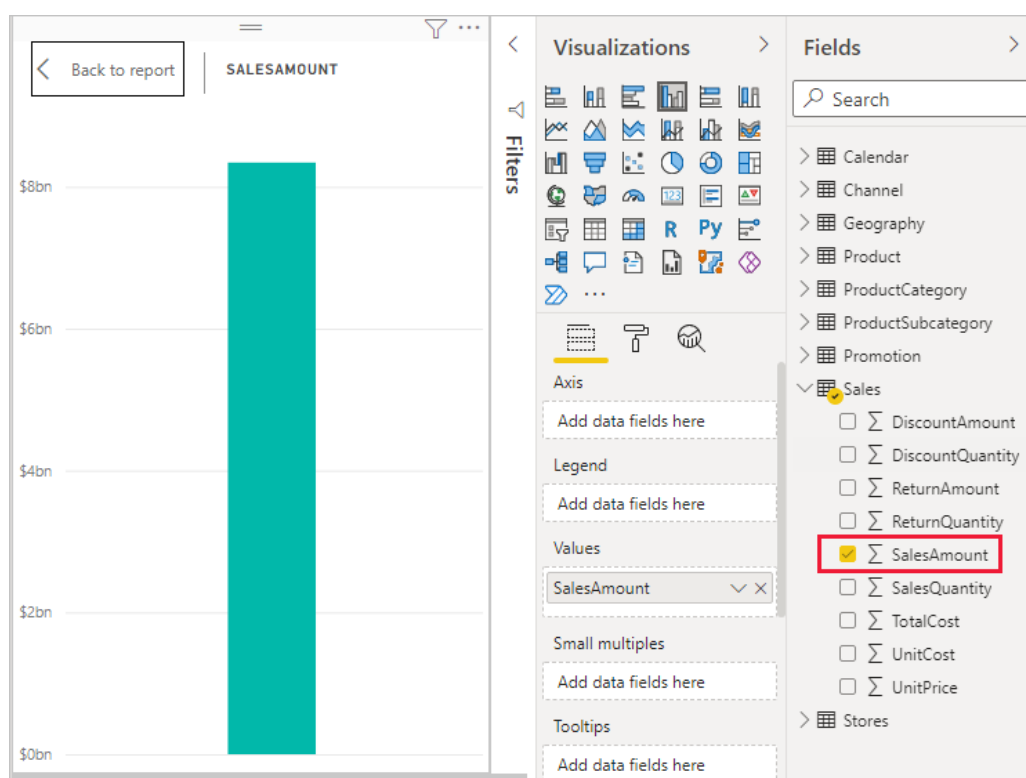 Back to report
SALESAMOUNT
$8bn
$6bn
$4bn
$2bn
$0bn
Filters
Visualizations
123
R
Py
Axis
Add data fields here
Legend
Add data fields here
Values
SalesAmount
Small multiples
Add data fields here
Tooltips
Add data fields here
Fields
Search
Calendar
Channel
Geography
Product
ProductCategory
ProductSubcategory
Promotion
Sales
∑ DiscountAmount
∑ DiscountQuantity
∑ ReturnAmount
∑ ReturnQuantity
∑ SalesAmount
∑ SalesQuantity
∑ TotalCost
∑ UnitCost
∑ UnitPrice
Stores